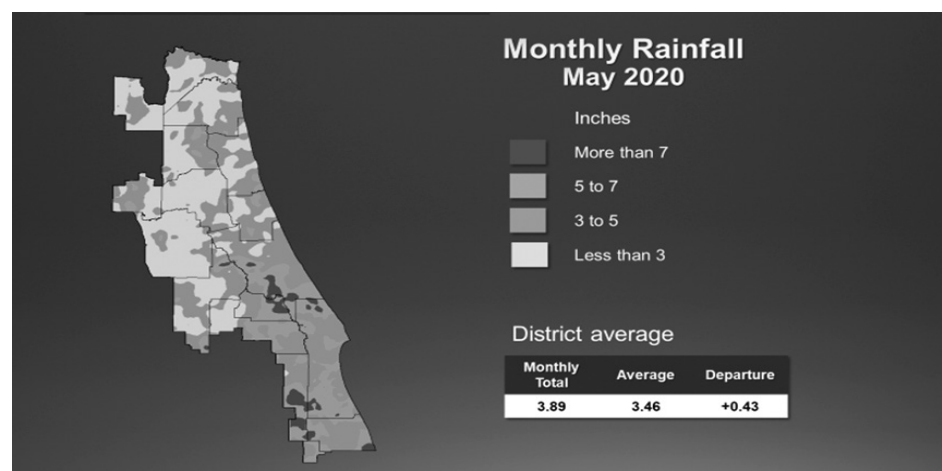 Monthly Rainfall
May 2020
Inches
More than 7
5 to 7
3 to 5
Less than 3
District average
Monthly Total Average Departure
3.89 3.46 +0.43